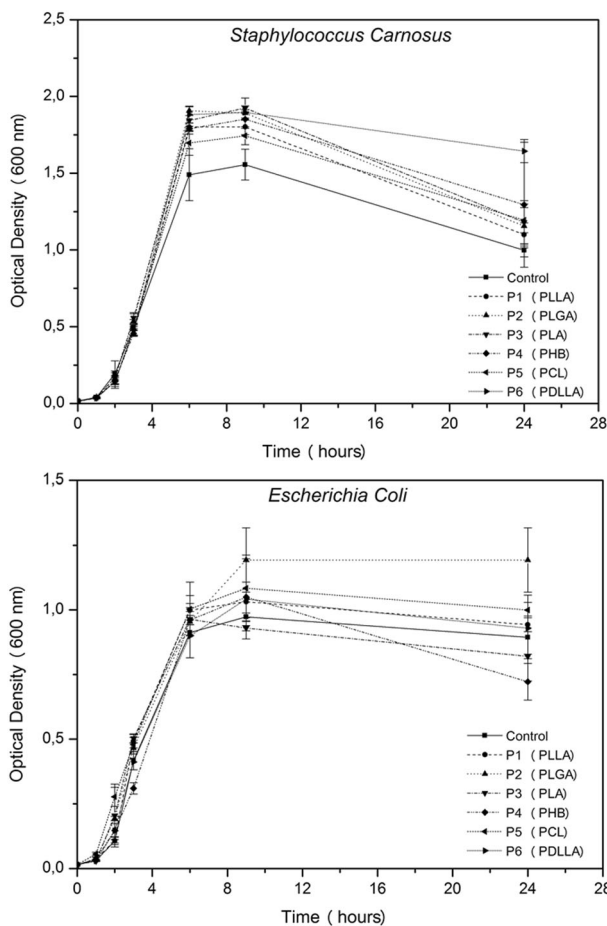 Staphylococcus Carnosus
Optical Density (600 nm)
2,5
2,0
1,5
1,0
0,5
0,0
Control
P1 (PLLA)
P2 (PLGA)
P3 (PLA)
P4 (PHB)
P5 (PCL)
P6 (PDLLA)
0 4 8 12 16 20 24 28
Time (hours)
Escherichia Coli
Optical Density (600 nm)
1,5
1,0
0,5
0,0
Control
P1 (PLLA)
P2 (PLGA)
P3 (PLA)
P4 (PHB)
P5 (PCL)
P6 (PDLLA)
0 4 8 12 16 20 24 28
Time (hours)